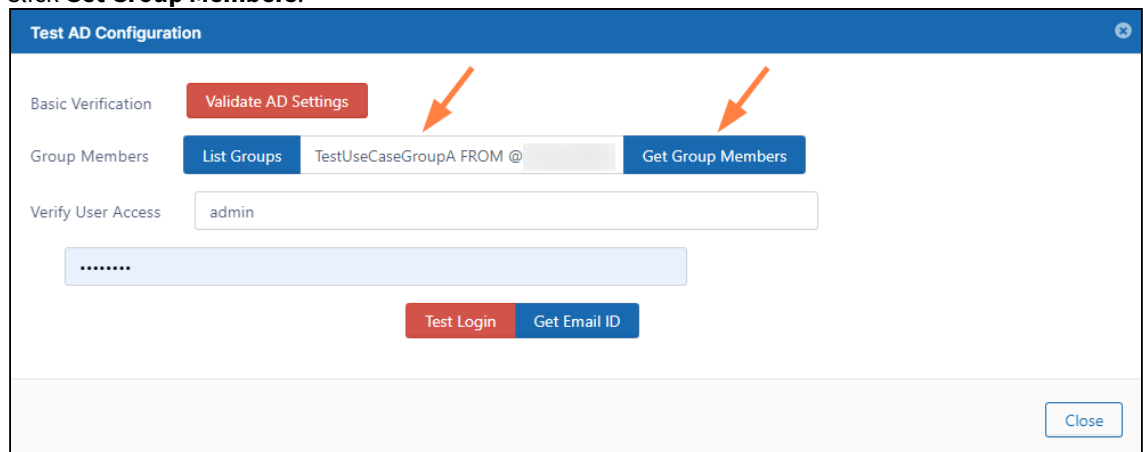 Test AD Configuration
Basic Verification Validate AD Settings
Group Members List Groups TestUseCaseGroupA FROM @ Get Group Members
Verify User Access admin
••••••••
Test Login Get Email ID
Close